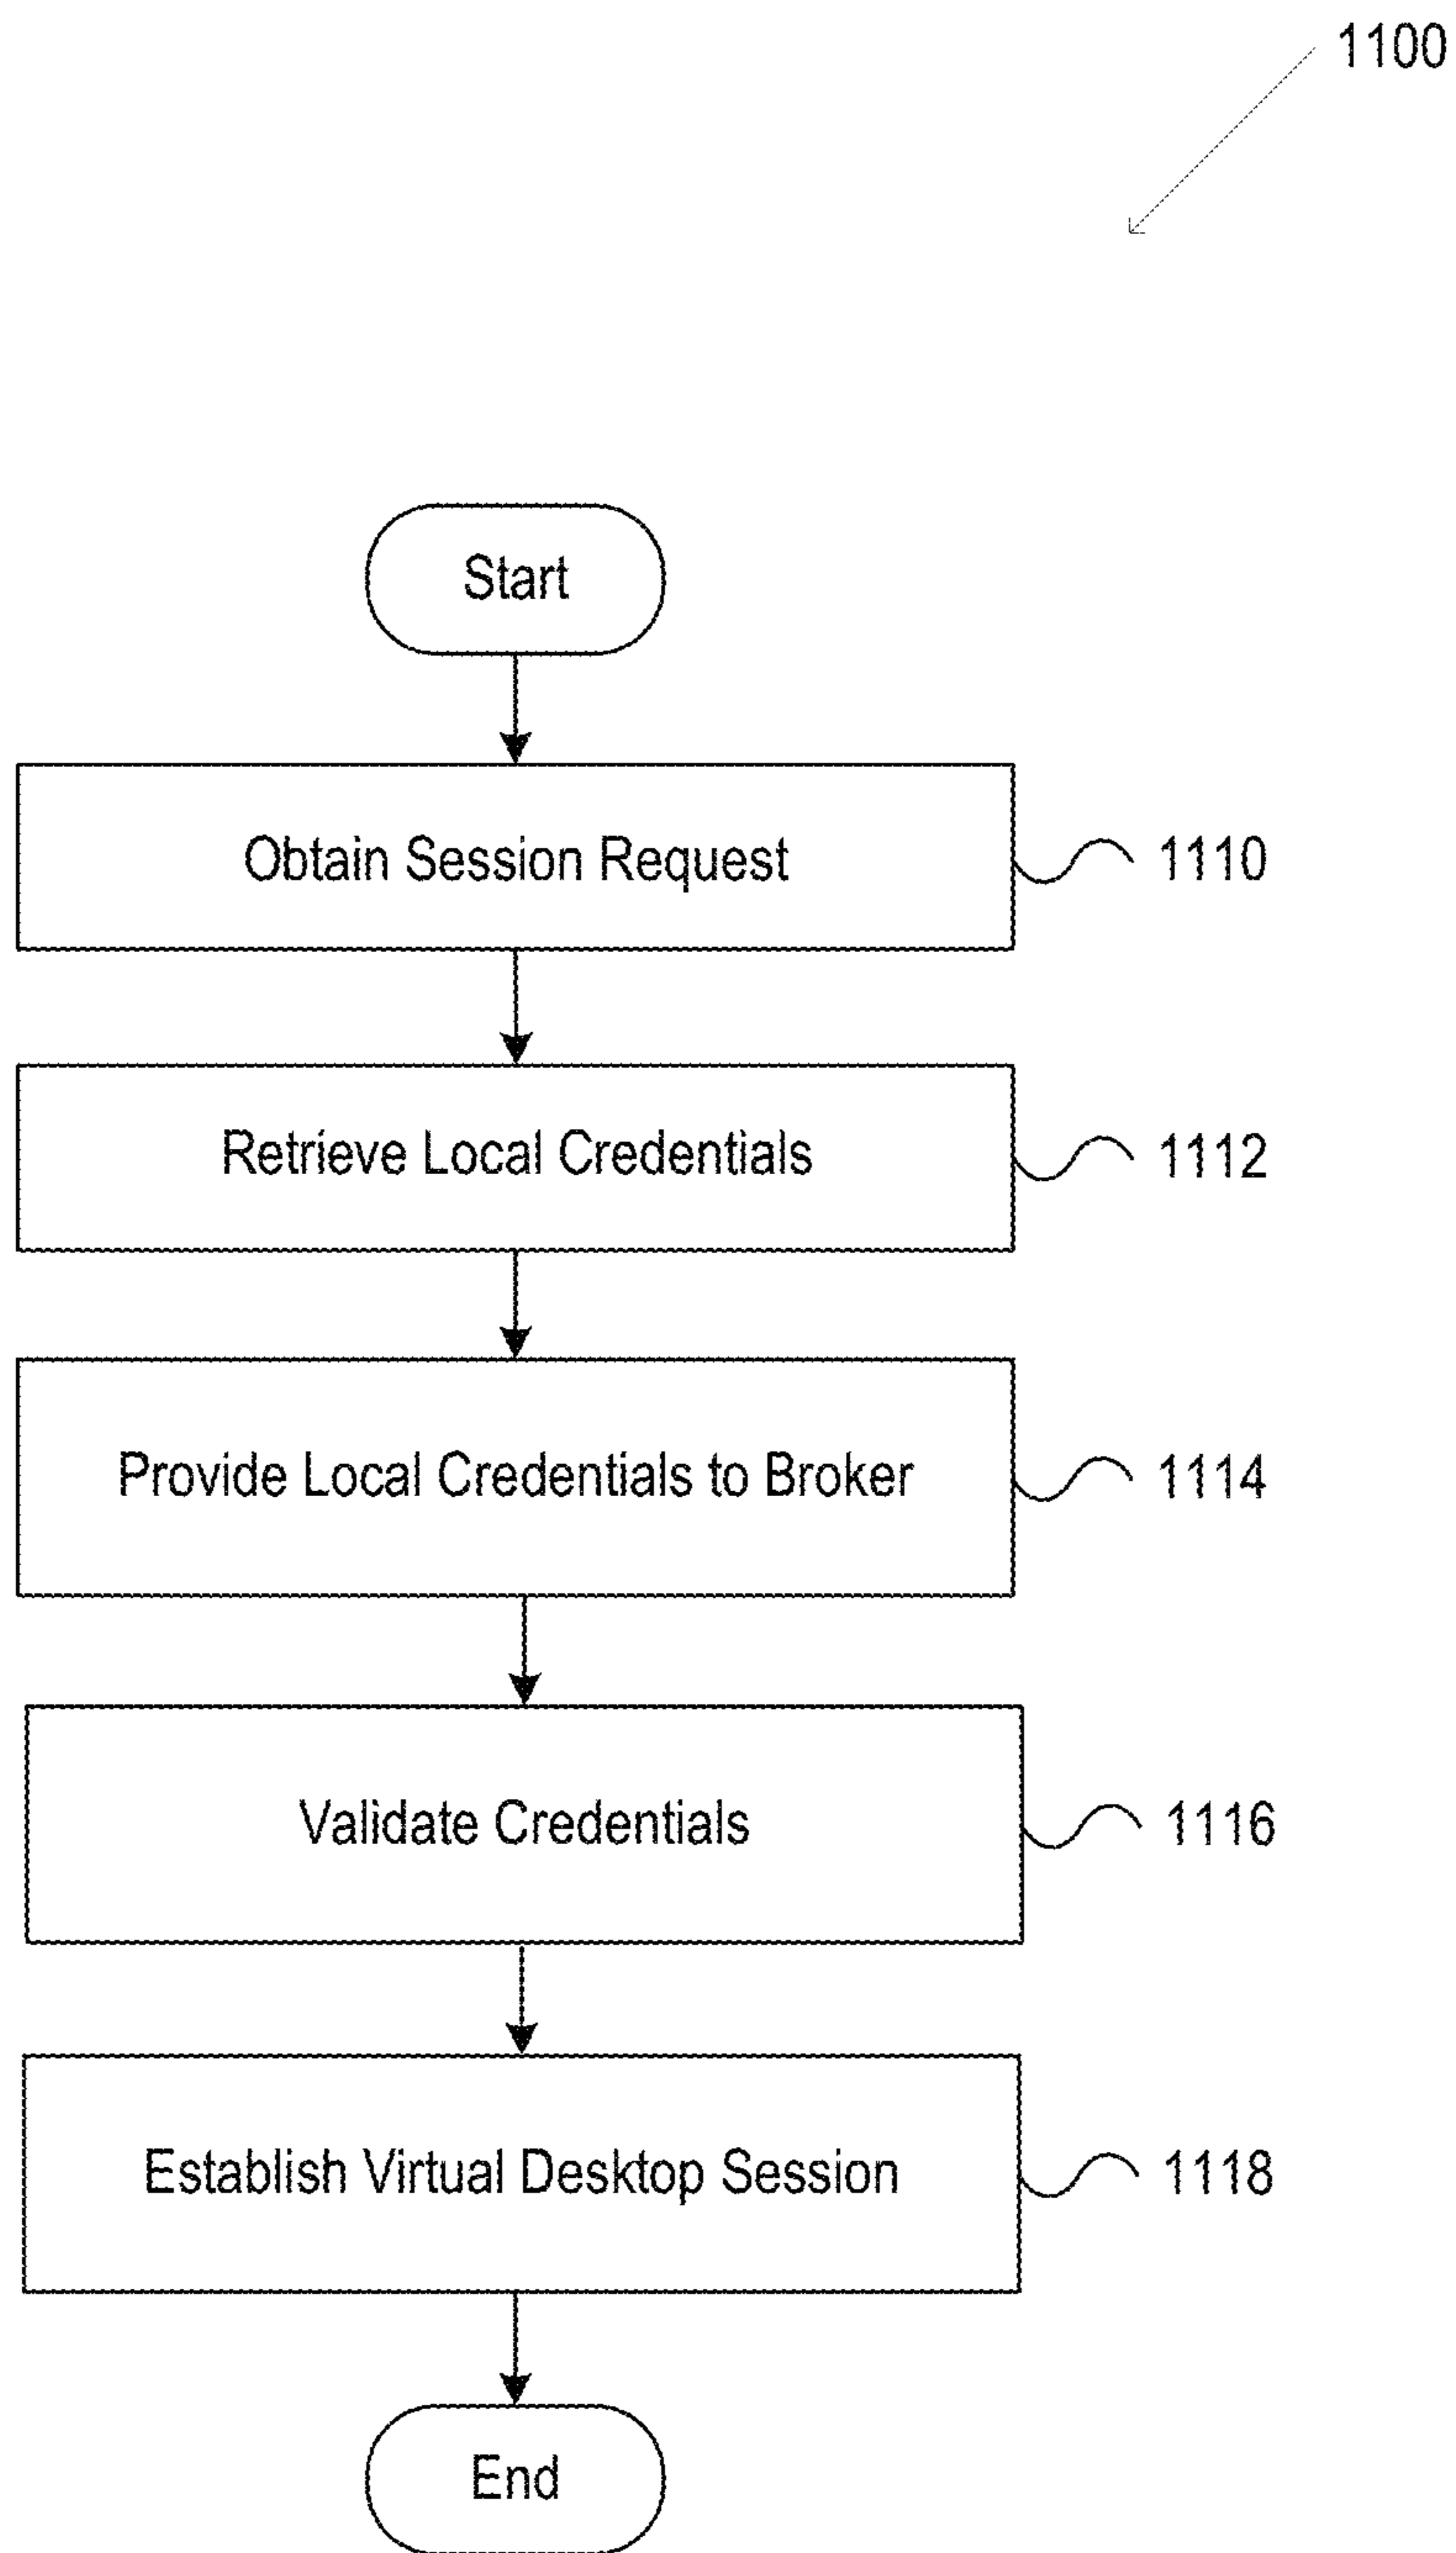 1100
Start
Obtain Session Request
1110
Retrieve Local Credentials
1112
Provide Local Credentials to Broker
1114
Validate Credentials
1116
Establish Virtual Desktop Session
1118
End